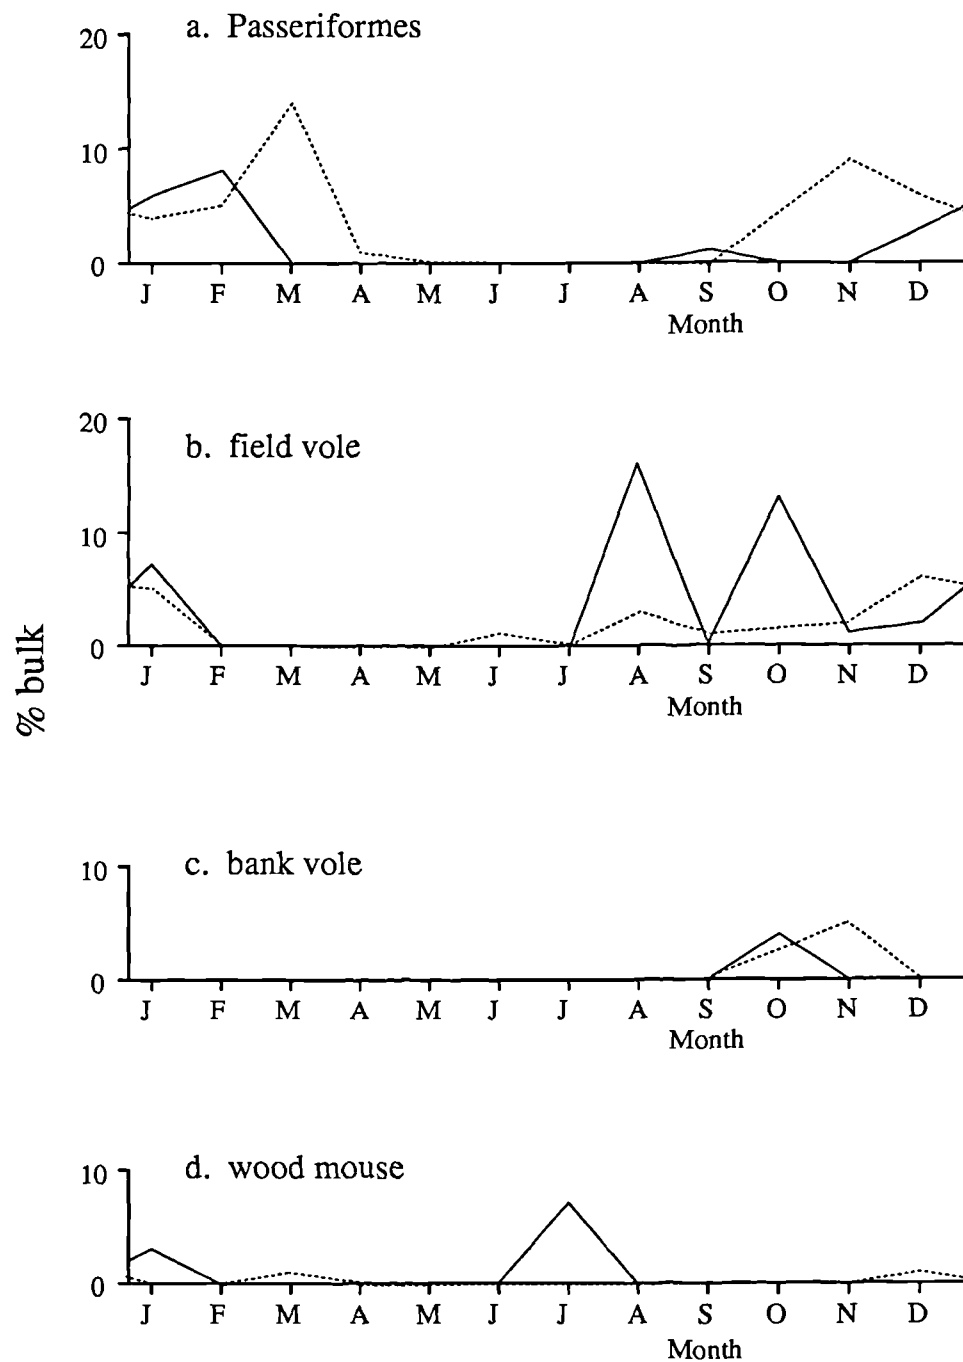 a. Passeriformes
20
10
0
J F M A M J J A S O N D
Month
b. field vole
20
10
0
J F M A M J J A S O N D
Month
% bulk
c. bank vole
10
0
J F M A M J J A S O N D
Month
d. wood mouse
10
0
J F M A M J J A S O N D
Month